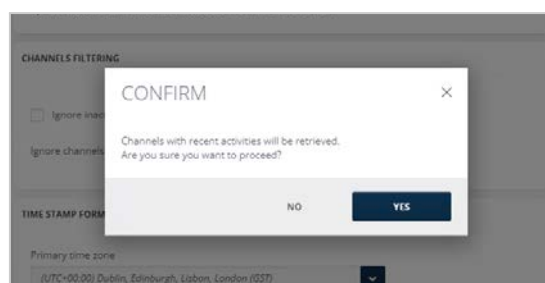 CHANNELS FILTERING
CONFIRM
Ignore
Channels with recent activities will be retrieved.
Ignore channels
Are you sure you want to proceed?
NO
YES
TIME STAMP FORM
Primary time zone
(UTC+00:00) Dublin, Edinburgh, Lisbon, London (GST)